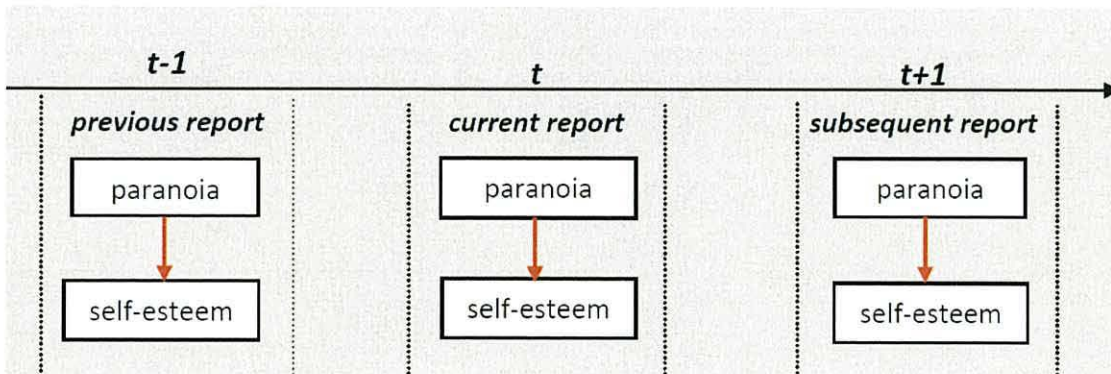 t-1 t t+1
previous report current report subsequent report
paranoia paranoia paranoia
self-esteem self-esteem self-esteem